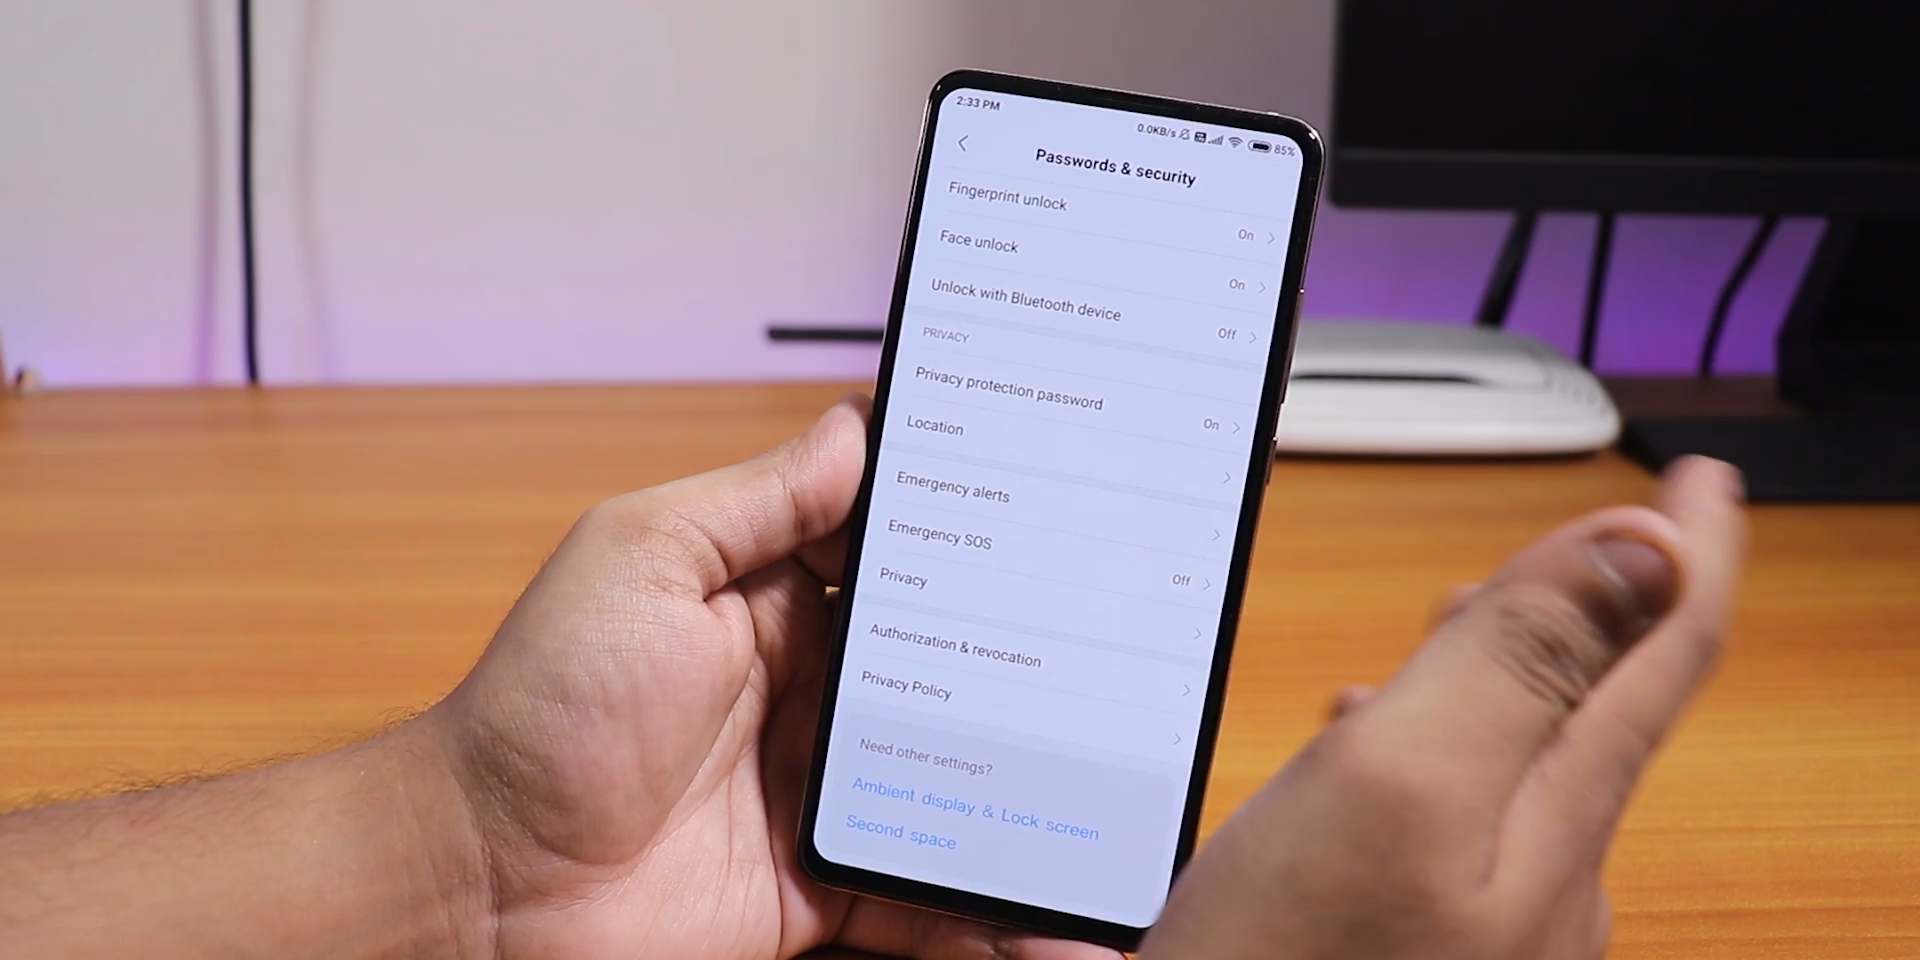 2:33 PM
0.0KB/s 85%
Passwords & security
Fingerprint unlock On
Face unlock On
Unlock with Bluetooth device Off
PRIVACY
Privacy protection password On
Location
Emergency alerts
Emergency SOS Off
Privacy
Authorization & revocation
Privacy Policy
Need other settings?
Ambient display & Lock screen
Second space